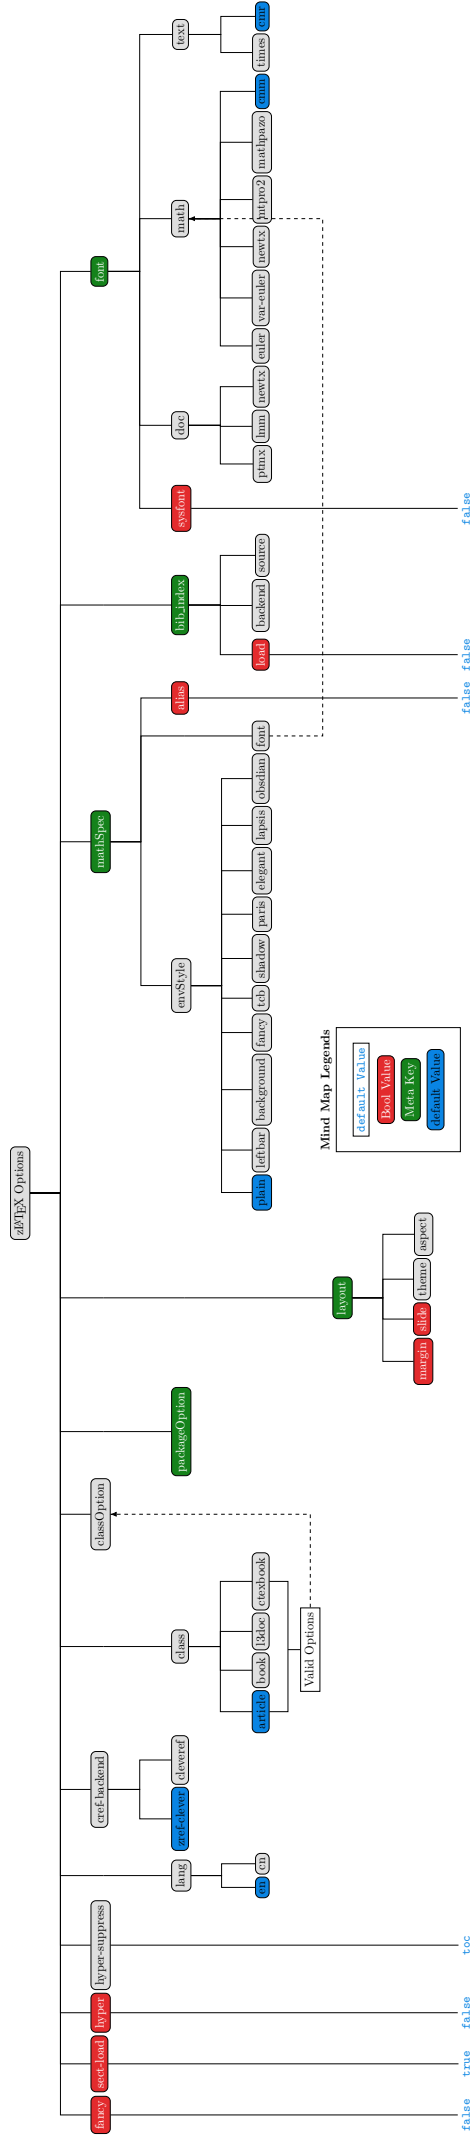 zLATEX Options
fancy
sect-load
hyper
hyper-suppress
lang
cref-backend
class
classOption
packageOption
layout
mathSpec
bib_index
font
false
true
false
toc
en
cn
zref-clever
cleveref
article
book
l3doc
ctexbook
Valid Options
margin
slide
theme
aspect
envStyle
font
alias
plain
leftbar
background
fancy
tcb
shadow
paris
elegant
lapsis
obsdian
false
load
backend
source
false
sysfont
doc
math
text
false
ptmx
lmm
newtx
euler
var-euler
newtx
mtpro2
mathpazo
cmm
times
cmr
Mind Map Legends
default Value
Bool Value
Meta Key
default Value